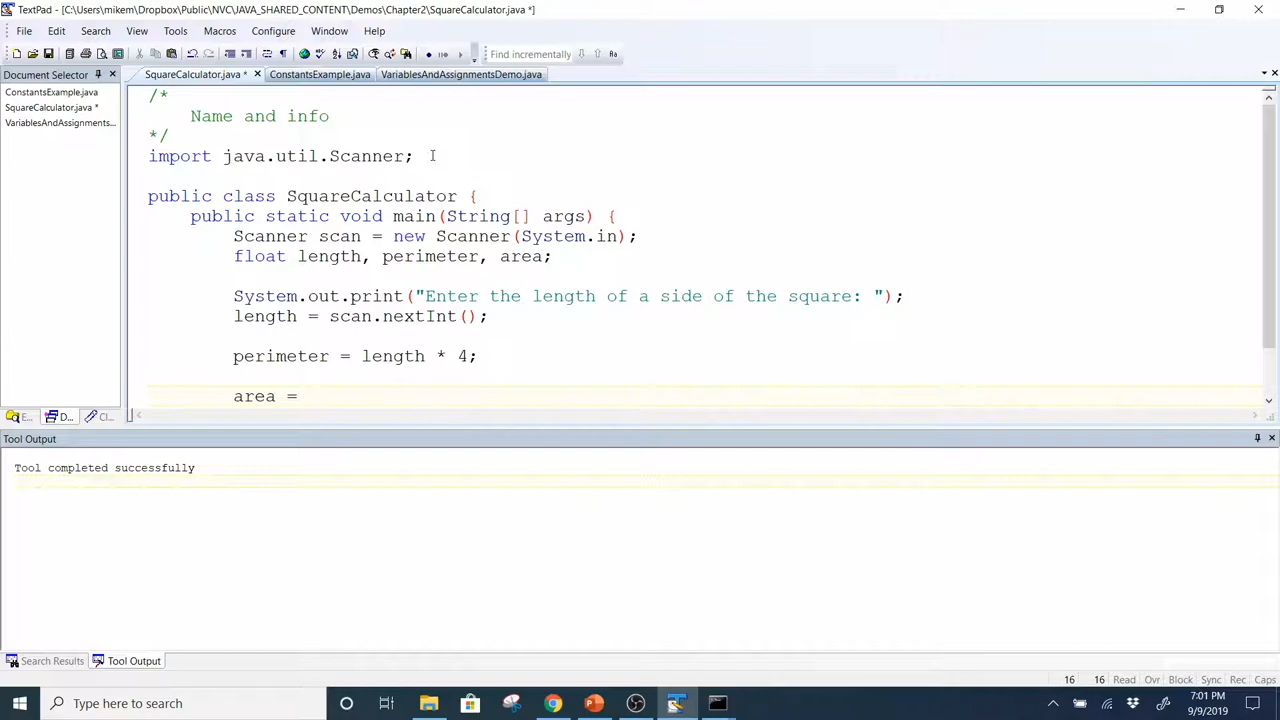 TextPad - [C:\Users\mikem\Dropbox\Public\NVC\JAVA_SHARED_CONTENT\Demos\Chapter2\SquareCalculator.java *]
File Edit Search View Tools Macros Configure Window Help
Find incrementally
Document Selector
SquareCalculator.java * ConstantsExample.java VariablesAndAssignmentsDemo.java
ConstantsExample.java
SquareCalculator.java *
VariablesAndAssignments...
/*
Name and info
*/
import java.util.Scanner;
public class SquareCalculator {
public static void main(String[] args) {
Scanner scan = new Scanner(System.in);
float length, perimeter, area;
System.out.print("Enter the length of a side of the square: ");
length = scan.nextInt();
perimeter = length * 4;
area =
E... D... Cl...
Tool Output
Tool completed successfully
Search Results Tool Output
16 16 Read Ovr Block Sync Rec Caps
Type here to search
7:01 PM
9/9/2019